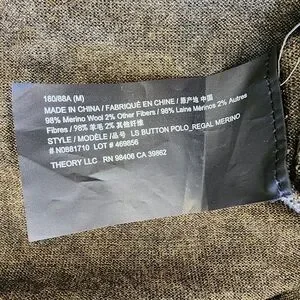 180/88A (M)
MADE IN CHINA / FABRIQUÉ EN CHINE / 原产地 中国
98% Merino Wool 2% Other Fibers / 98% Laine Mérinos 2% Autres
Fibres / 98% 羊毛 2% 其他纤维
STYLE / MODÈLE /品号 LS BUTTON POLO_REGAL MERINO
# N0881710 LOT # 469856
THEORY LLC RN 98408 CA 39862